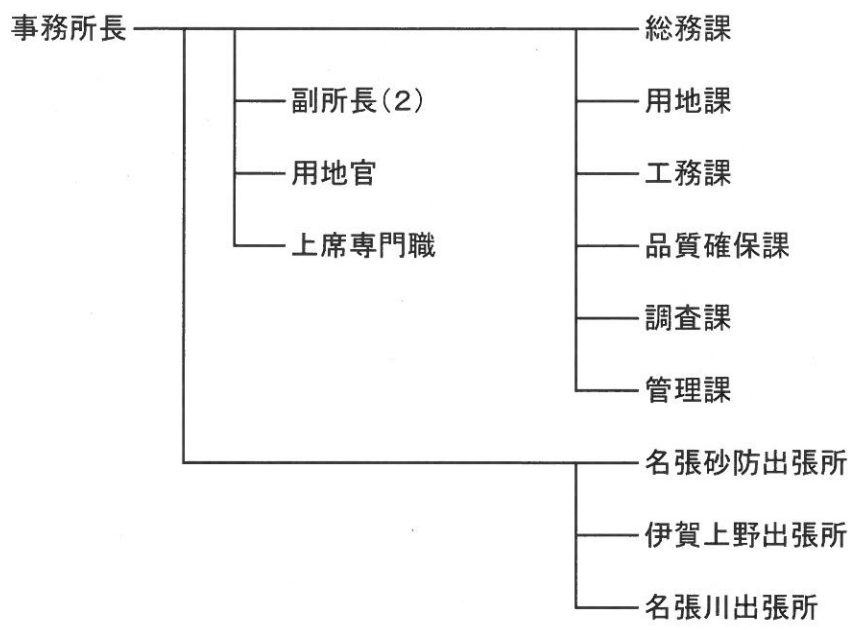 事務所長
総務課
副所長(2)
用地課
用地官
工務課
上席専門職
品質確保課
調査課
管理課
名張砂防出張所
伊賀上野出張所
名張川出張所